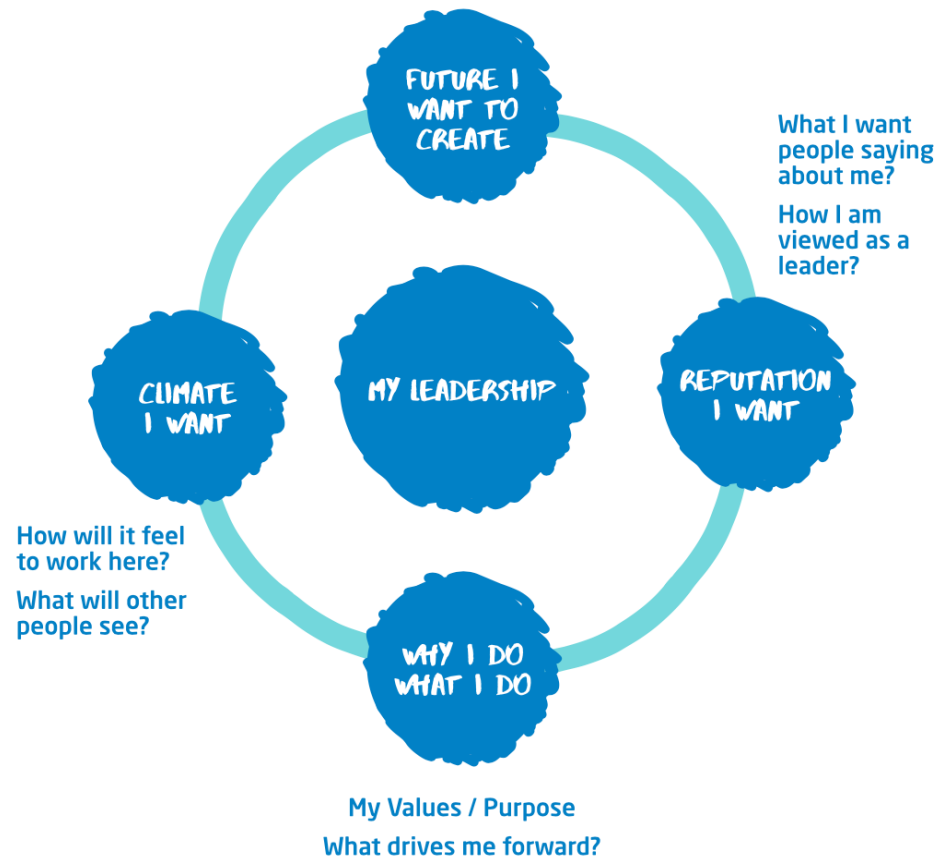 FUTURE I
WANT TO
CREATE
What I want
people saying
about me?
How I am
viewed as a
leader?
CLIMATE
I WANT
MY LEADERSHIP
REPUTATION
I WANT
How will it feel
to work here?
What will other
people see?
WHY I DO
WHAT I DO
My Values / Purpose
What drives me forward?